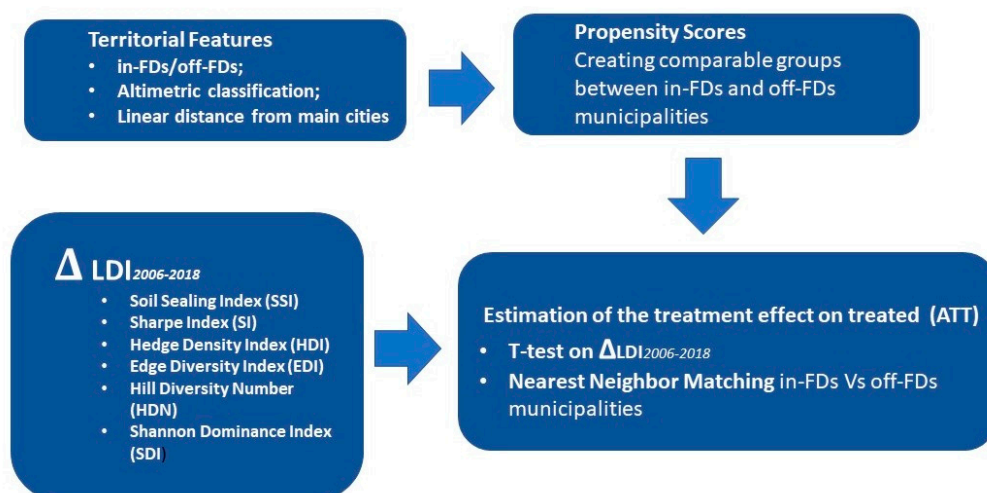 Territorial Features
• in-FDs/off-FDs;
• Altimetric classification;
• Linear distance from main cities
Propensity Scores
Creating comparable groups
between in-FDs and off-FDs
municipalities
Δ LDI2006-2018
• Soil Sealing Index (SSI)
• Sharpe Index (SI)
• Hedge Density Index (HDI)
• Edge Diversity Index (EDI)
• Hill Diversity Number
(HDN)
• Shannon Dominance Index
(SDI)
Estimation of the treatment effect on treated (ATT)
• T-test on ΔLDI2006-2018
• Nearest Neighbor Matching in-FDs Vs off-FDs
municipalities